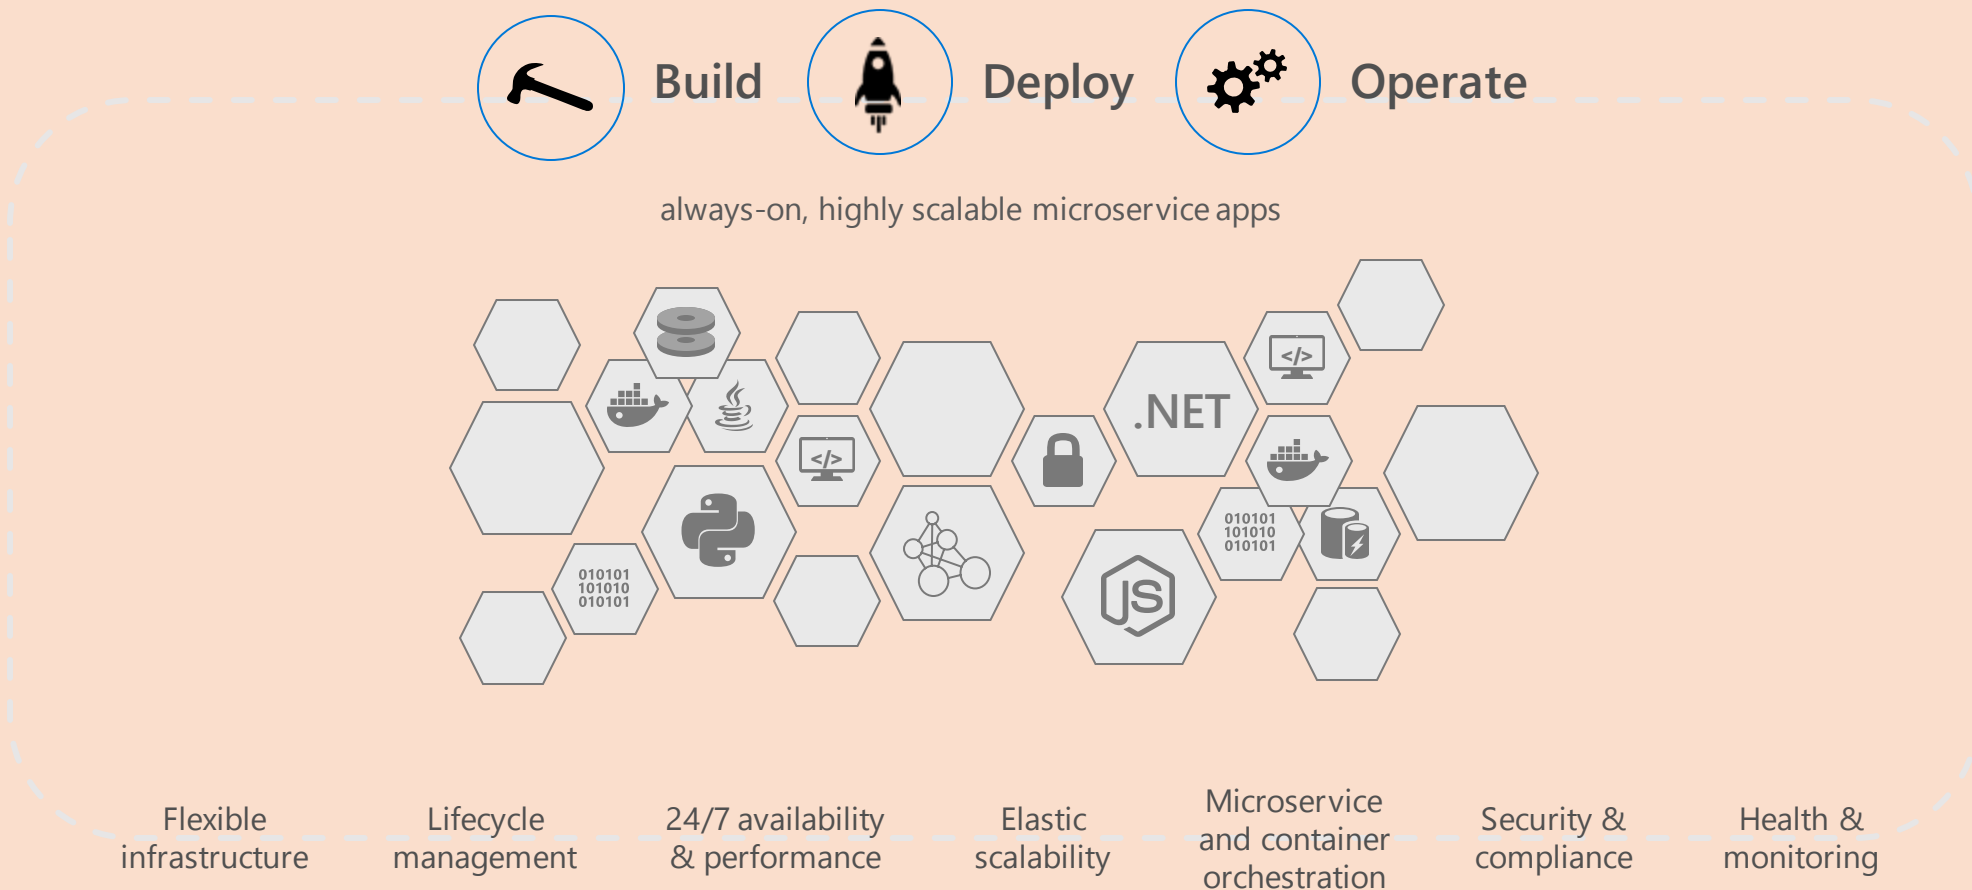 Build
Deploy
Operate
always-on, highly scalable microservice apps
</>
.NET
</>
010101
101010
010101
010101
101010
010101
JS
Flexible
infrastructure
Lifecycle
management
24/7 availability
& performance
Elastic
scalability
Microservice
and container
orchestration
Security &
compliance
Health &
monitoring